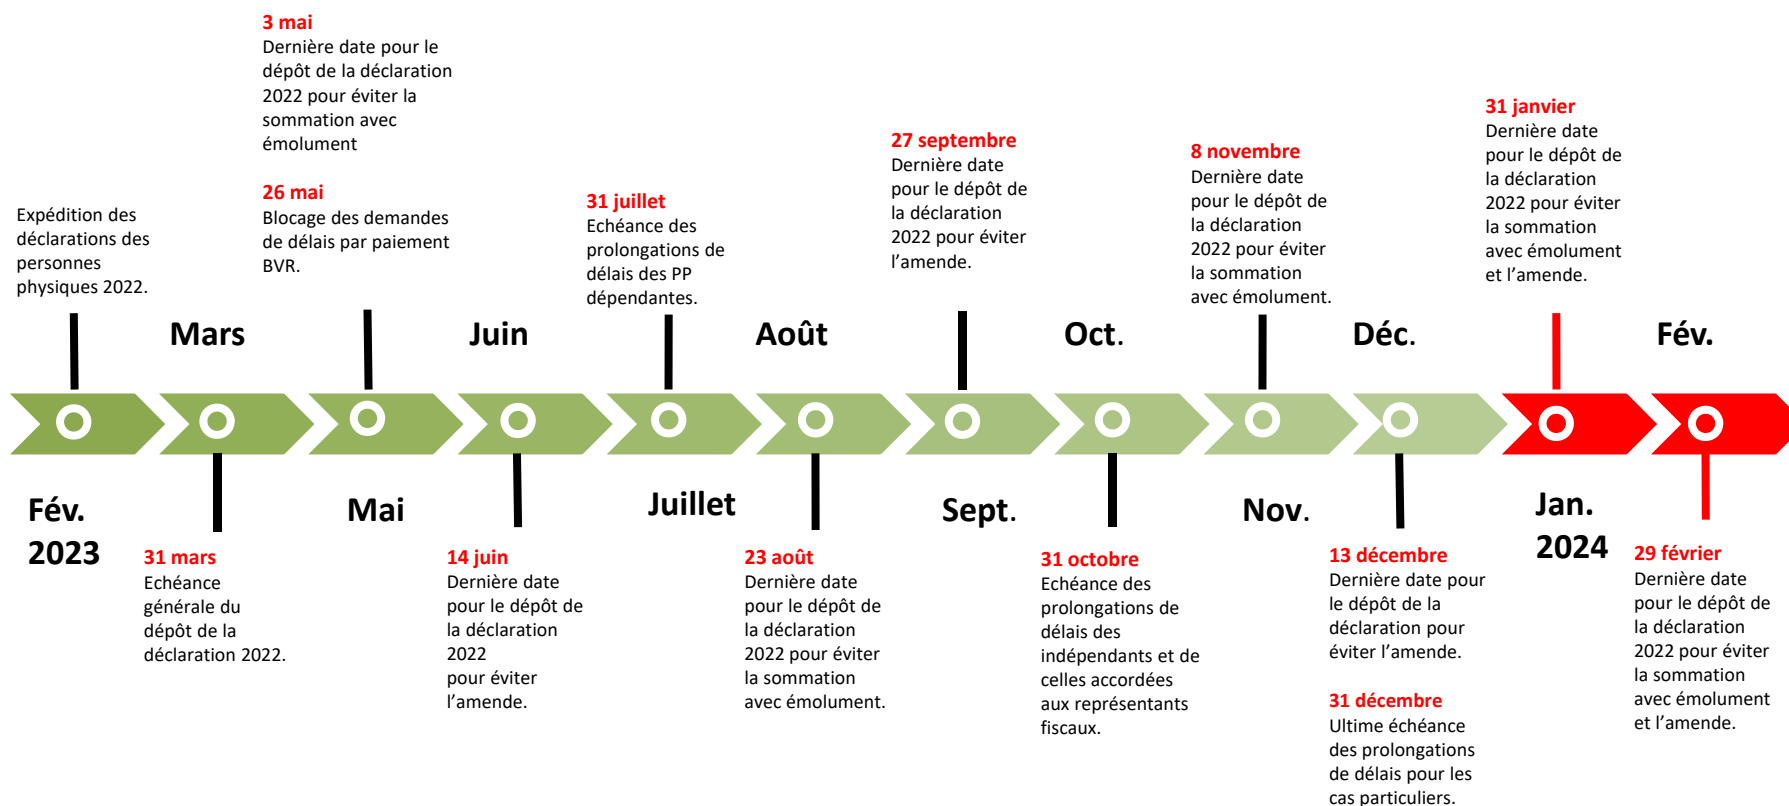 3 mai
Dernière date pour le
dépôt de la déclaration
2022 pour éviter la
sommation avec
émolument
26 mai
Blocage des demandes
de délais par paiement
BVR.
Expédition des
déclarations des
personnes
physiques 2022.
31 juillet
Echéance des
prolongations de
délais des PP
dépendantes.
27 septembre
Dernière date
pour le dépôt de
la déclaration
2022 pour éviter
l’amende.
8 novembre
Dernière date
pour le dépôt de
la déclaration
2022 pour éviter
la sommation
avec émolument.
31 janvier
Dernière date
pour le dépôt de
la déclaration
2022 pour éviter
la sommation
avec émolument
et l’amende.
Mars
Juin
Août
Oct.
Déc.
Fév.
Fév.
2023
Mai
Juillet
Sept.
Nov.
Jan.
2024
31 mars
Echéance
générale du
dépôt de la
déclaration 2022.
14 juin
Dernière date
pour le dépôt de
la déclaration
2022
pour éviter
l’amende.
23 août
Dernière date
pour le dépôt de
la déclaration
2022 pour éviter
la sommation
avec émolument.
31 octobre
Echéance des
prolongations de
délais des
indépendants et de
celles accordées
aux représentants
fiscaux.
13 décembre
Dernière date pour
le dépôt de la
déclaration pour
éviter l’amende.
31 décembre
Ultime échéance
des prolongations
de délais pour les
cas particuliers.
29 février
Dernière date
pour le dépôt de
la déclaration
2022 pour éviter
la sommation
avec émolument
et l’amende.